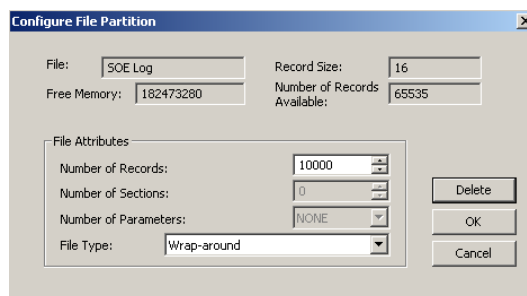 Configure File Partition
File: SOE Log
Record Size: 16
Free Memory: 182473280
Number of Records
Available: 65535
File Attributes
Number of Records: 10000
Number of Sections: 0
Number of Parameters: NONE
File Type: Wrap-around
Delete
OK
Cancel